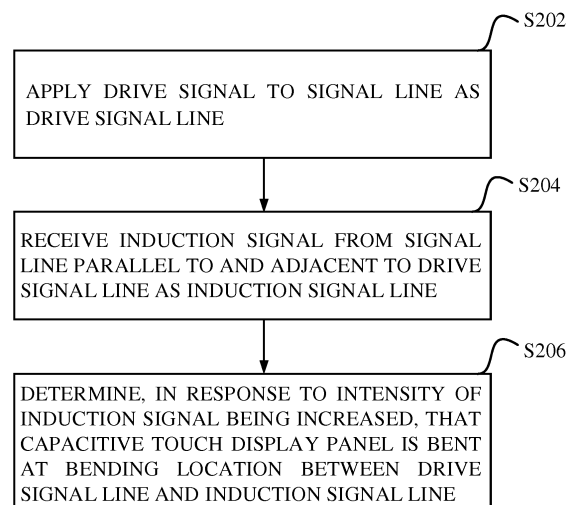 S202
APPLY DRIVE SIGNAL TO SIGNAL LINE AS
DRIVE SIGNAL LINE
S204
RECEIVE INDUCTION SIGNAL FROM SIGNAL
LINE PARALLEL TO AND ADJACENT TO DRIVE
SIGNAL LINE AS INDUCTION SIGNAL LINE
S206
DETERMINE, IN RESPONSE TO INTENSITY OF
INDUCTION SIGNAL BEING INCREASED, THAT
CAPACITIVE TOUCH DISPLAY PANEL IS BENT
AT BENDING LOCATION BETWEEN DRIVE
SIGNAL LINE AND INDUCTION SIGNAL LINE